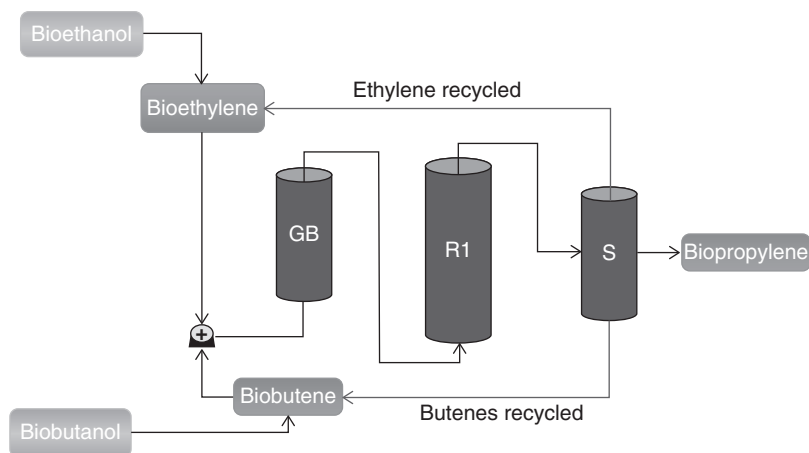 Bioethanol
Bioethylene
Ethylene recycled
GB
R1
S
Biopropylene
+
Biobutene
Butenes recycled
Biobutanol